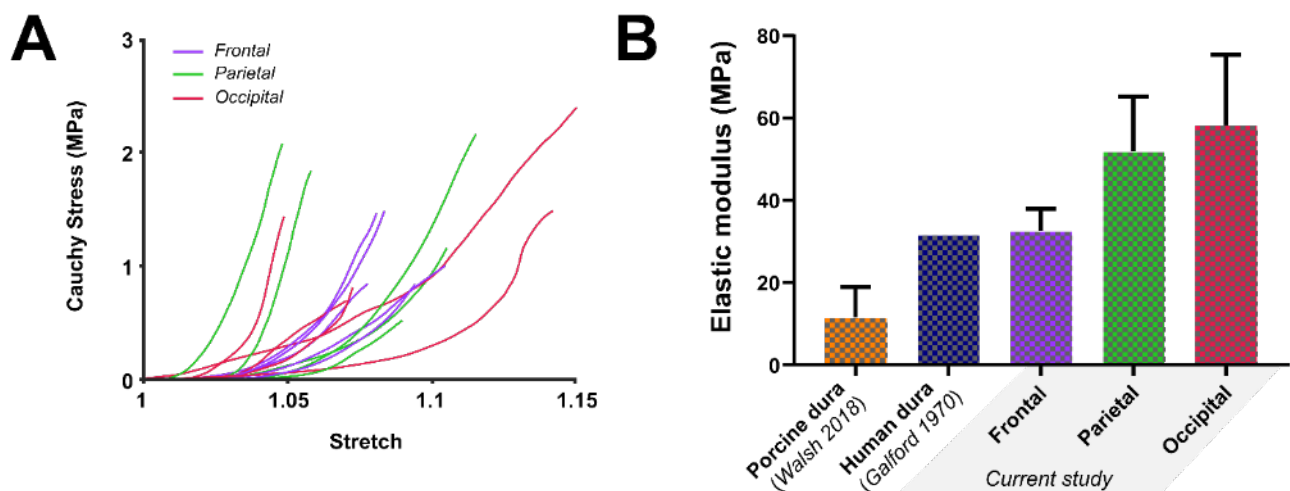 A
3
2
1
0
Cauchy Stress (MPa)
Frontal
Parietal
Occipital
1
1.05
1.1
1.15
Stretch
B
80
60
40
20
0
Elastic modulus (MPa)
Porcine dura
(Walsh 2018)
Human dura
(Galford 1970)
Frontal
Parietal
Occipital
Current study